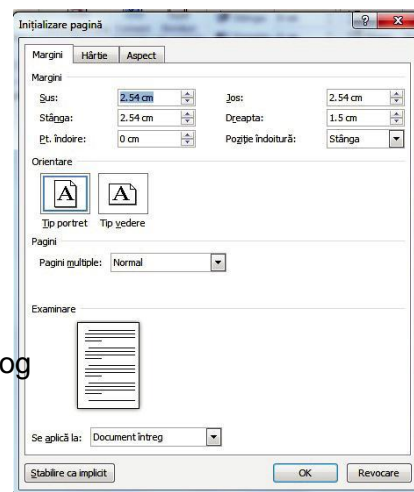 Inițializare pagină
Margini Hârtie Aspect
Margini
Sus: 2.54 cm Jos: 2.54 cm
Stânga: 2.54 cm Dreapta: 1.5 cm
Pt. îndoire: 0 cm Poziție îndoitură: Stânga
Orientare
A A
Tip portret Tip vedere
Pagini
Pagini multiple: Normal
Examinare
og
Se aplică la: Document întreg
Stabilire ca implicit OK Revocare